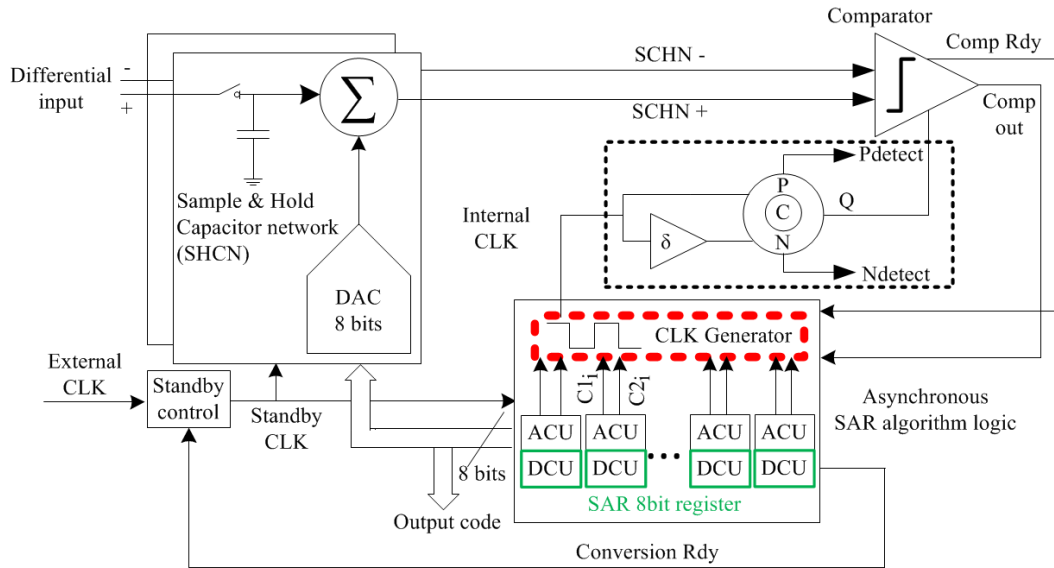 Comparator
Comp Rdy
Differential
input
-
+
SCHN -
SCHN +
Comp
out
Σ
Sample & Hold
Capacitor network
(SHCN)
DAC
8 bits
Internal
CLK
δ
P
C
N
Q
Pdetect
Ndetect
CLK Generator
External
CLK
Standby
control
Standby
CLK
C1i
C2i
ACU
ACU
ACU
ACU
DCU
DCU
...
DCU
DCU
SAR 8bit register
8 bits
Output code
Asynchronous
SAR algorithm logic
Conversion Rdy